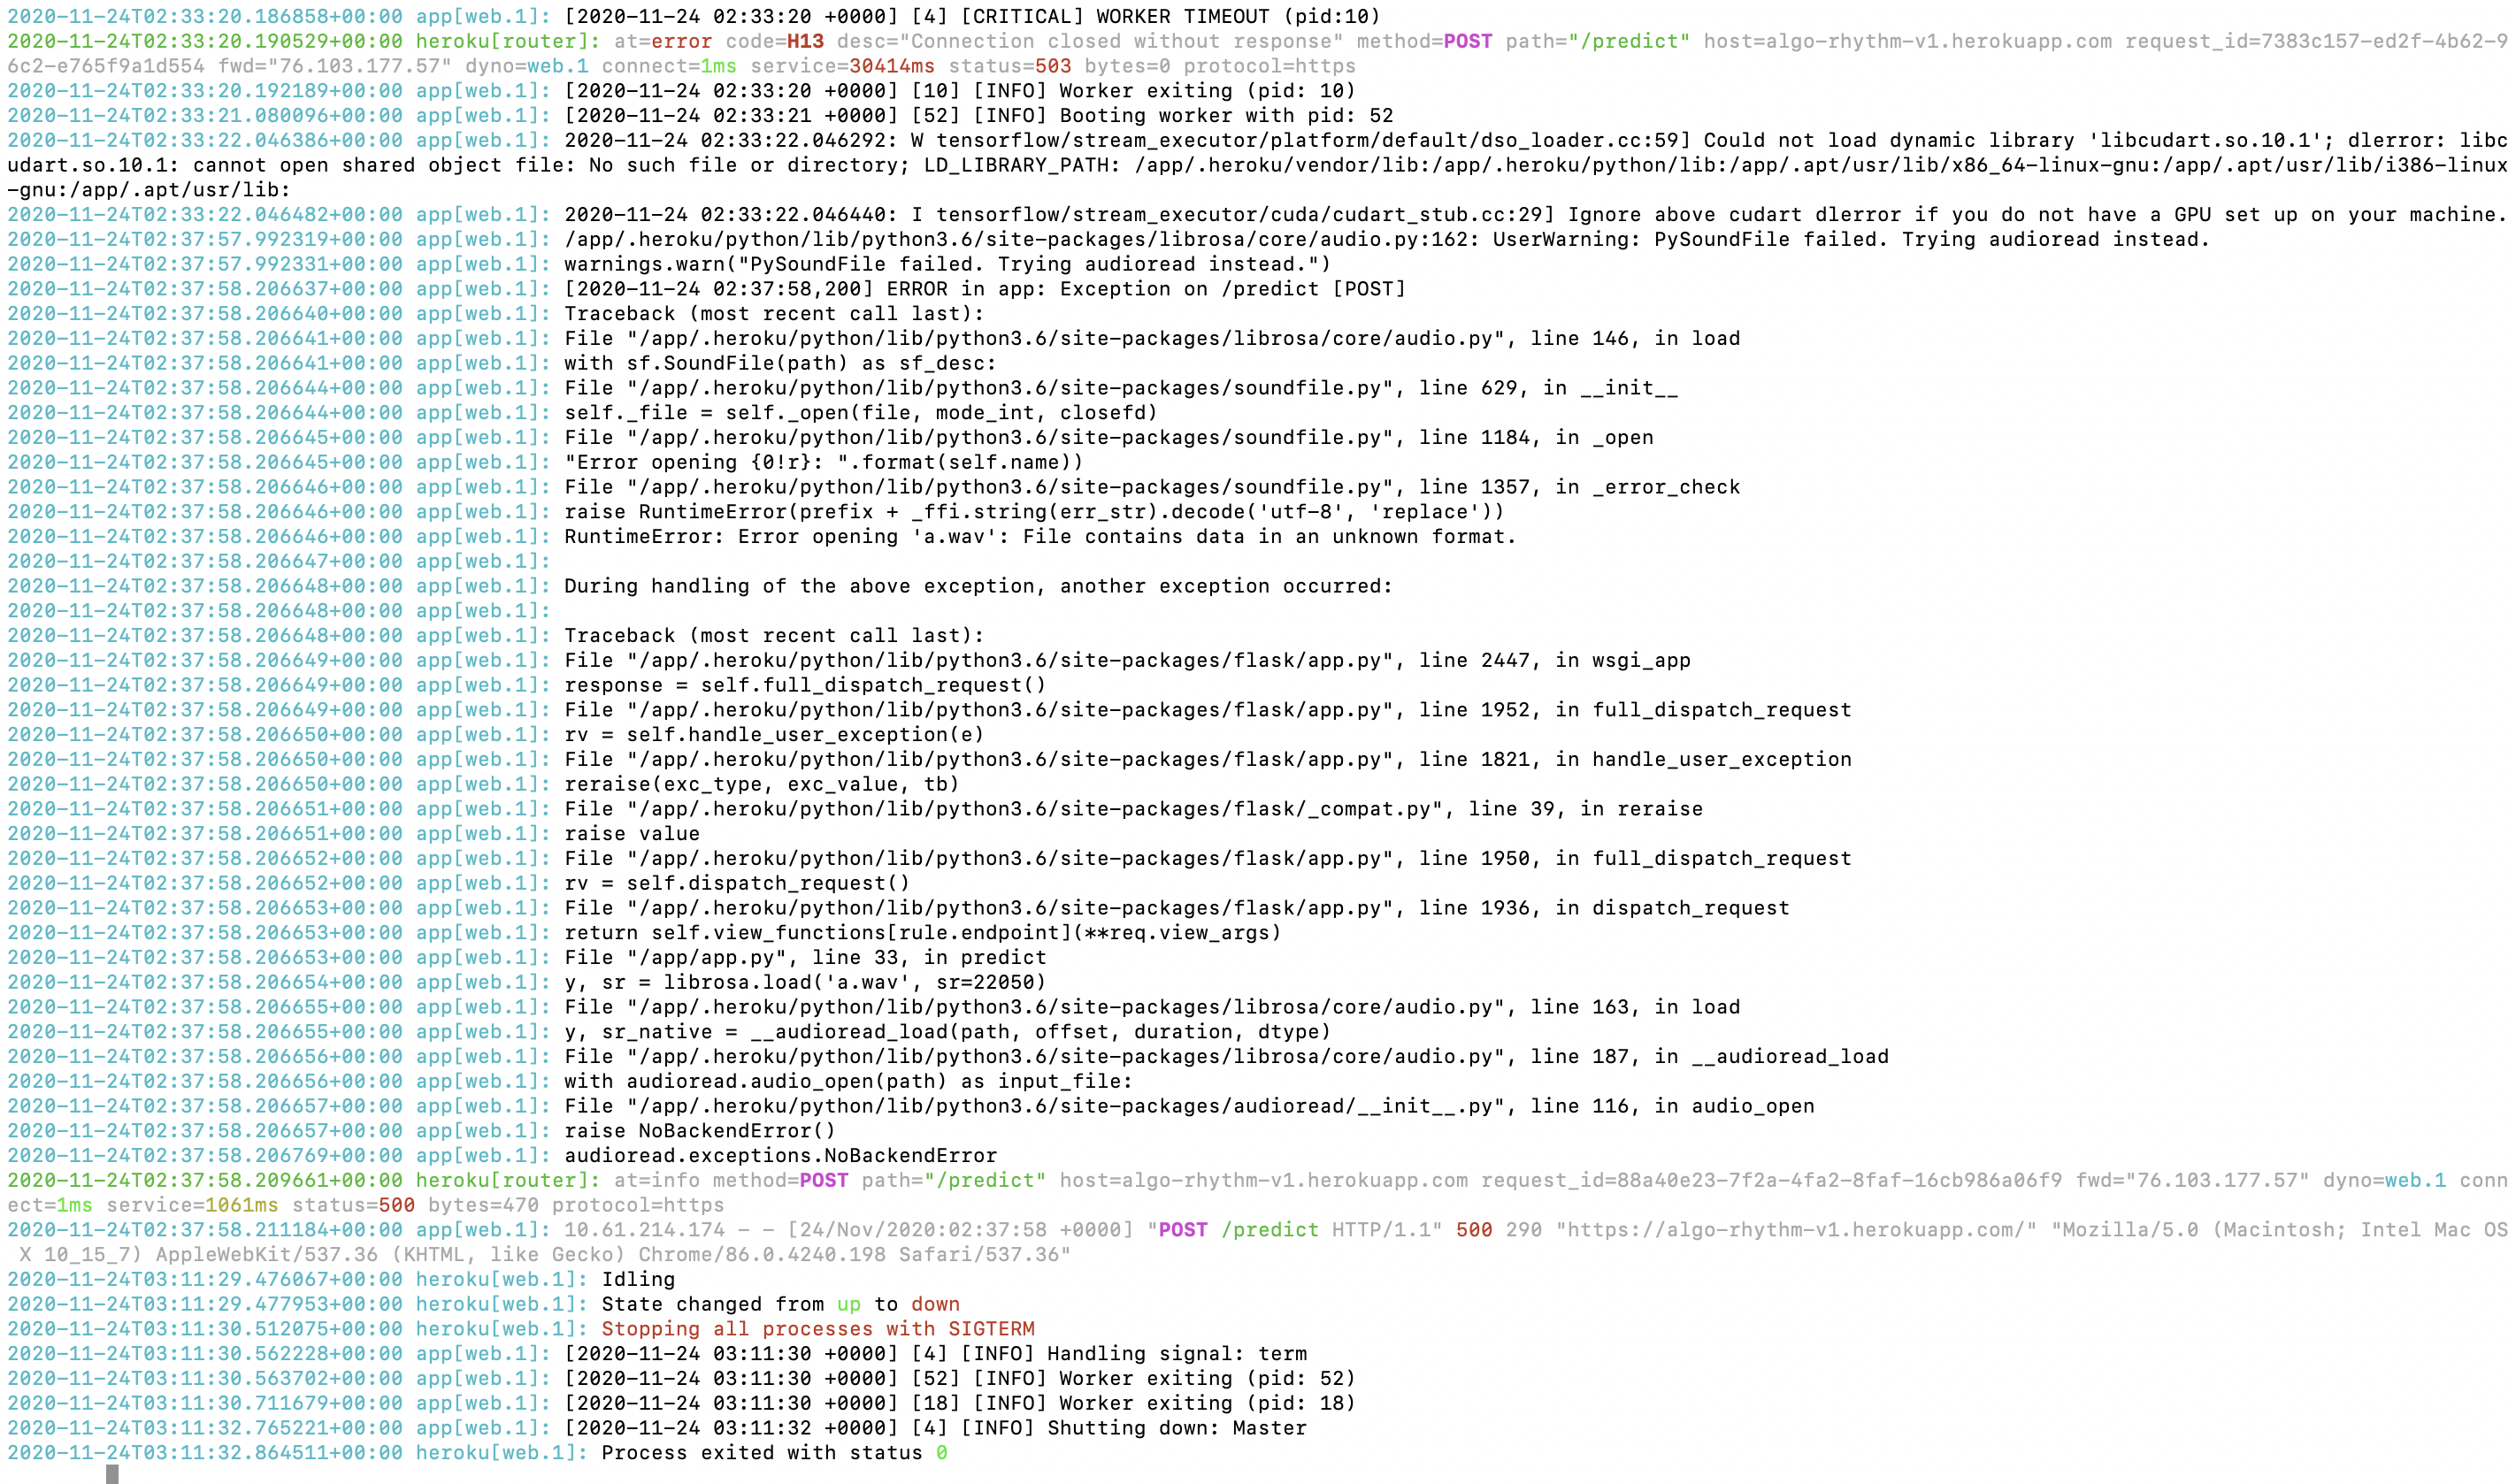 2020-11-24T02:33:20.186858+00:00 app[web.1]: [2020-11-24 02:33:20 +0000] [4] [CRITICAL] WORKER TIMEOUT (pid:10)
2020-11-24T02:33:20.190529+00:00 heroku[router]: at=error code=H13 desc="Connection closed without response" method=POST path="/predict" host=algo-rhythm-v1.herokuapp.com request_id=7383c157-ed2f-4b62-9
6c2-e765f9a1d554 fwd="76.103.177.57" dyno=web.1 connect=1ms service=30414ms status=503 bytes=0 protocol=https
2020-11-24T02:33:20.192189+00:00 app[web.1]: [2020-11-24 02:33:20 +0000] [10] [INFO] Worker exiting (pid: 10)
2020-11-24T02:33:21.080096+00:00 app[web.1]: [2020-11-24 02:33:21 +0000] [52] [INFO] Booting worker with pid: 52
2020-11-24T02:33:22.046386+00:00 app[web.1]: 2020-11-24 02:33:22.046292: W tensorflow/stream_executor/platform/default/dso_loader.cc:59] Could not load dynamic library 'libcudart.so.10.1'; dlerror: libc
udart.so.10.1: cannot open shared object file: No such file or directory; LD_LIBRARY_PATH: /app/.heroku/vendor/lib:/app/.heroku/python/lib:/app/.apt/usr/lib/x86_64-linux-gnu:/app/.apt/usr/lib/i386-linux
-gnu:/app/.apt/usr/lib:
2020-11-24T02:33:22.046482+00:00 app[web.1]: 2020-11-24 02:33:22.046440: I tensorflow/stream_executor/cuda/cudart_stub.cc:29] Ignore above cudart dlerror if you do not have a GPU set up on your machine.
2020-11-24T02:37:57.992319+00:00 app[web.1]: /app/.heroku/python/lib/python3.6/site-packages/librosa/core/audio.py:162: UserWarning: PySoundFile failed. Trying audioread instead.
2020-11-24T02:37:57.992331+00:00 app[web.1]: warnings.warn("PySoundFile failed. Trying audioread instead.")
2020-11-24T02:37:58.206637+00:00 app[web.1]: [2020-11-24 02:37:58,200] ERROR in app: Exception on /predict [POST]
2020-11-24T02:37:58.206640+00:00 app[web.1]: Traceback (most recent call last):
2020-11-24T02:37:58.206641+00:00 app[web.1]: File "/app/.heroku/python/lib/python3.6/site-packages/librosa/core/audio.py", line 146, in load
2020-11-24T02:37:58.206641+00:00 app[web.1]: with sf.SoundFile(path) as sf_desc:
2020-11-24T02:37:58.206644+00:00 app[web.1]: File "/app/.heroku/python/lib/python3.6/site-packages/soundfile.py", line 629, in __init__
2020-11-24T02:37:58.206644+00:00 app[web.1]: self._file = self._open(file, mode_int, closefd)
2020-11-24T02:37:58.206645+00:00 app[web.1]: File "/app/.heroku/python/lib/python3.6/site-packages/soundfile.py", line 1184, in _open
2020-11-24T02:37:58.206645+00:00 app[web.1]: "Error opening {0!r}: ".format(self.name))
2020-11-24T02:37:58.206646+00:00 app[web.1]: File "/app/.heroku/python/lib/python3.6/site-packages/soundfile.py", line 1357, in _error_check
2020-11-24T02:37:58.206646+00:00 app[web.1]: raise RuntimeError(prefix + _ffi.string(err_str).decode('utf-8', 'replace'))
2020-11-24T02:37:58.206646+00:00 app[web.1]: RuntimeError: Error opening 'a.wav': File contains data in an unknown format.
2020-11-24T02:37:58.206647+00:00 app[web.1]:
2020-11-24T02:37:58.206648+00:00 app[web.1]: During handling of the above exception, another exception occurred:
2020-11-24T02:37:58.206648+00:00 app[web.1]:
2020-11-24T02:37:58.206648+00:00 app[web.1]: Traceback (most recent call last):
2020-11-24T02:37:58.206649+00:00 app[web.1]: File "/app/.heroku/python/lib/python3.6/site-packages/flask/app.py", line 2447, in wsgi_app
2020-11-24T02:37:58.206649+00:00 app[web.1]: response = self.full_dispatch_request()
2020-11-24T02:37:58.206649+00:00 app[web.1]: File "/app/.heroku/python/lib/python3.6/site-packages/flask/app.py", line 1952, in full_dispatch_request
2020-11-24T02:37:58.206650+00:00 app[web.1]: rv = self.handle_user_exception(e)
2020-11-24T02:37:58.206650+00:00 app[web.1]: File "/app/.heroku/python/lib/python3.6/site-packages/flask/app.py", line 1821, in handle_user_exception
2020-11-24T02:37:58.206650+00:00 app[web.1]: reraise(exc_type, exc_value, tb)
2020-11-24T02:37:58.206651+00:00 app[web.1]: File "/app/.heroku/python/lib/python3.6/site-packages/flask/_compat.py", line 39, in reraise
2020-11-24T02:37:58.206651+00:00 app[web.1]: raise value
2020-11-24T02:37:58.206652+00:00 app[web.1]: File "/app/.heroku/python/lib/python3.6/site-packages/flask/app.py", line 1950, in full_dispatch_request
2020-11-24T02:37:58.206652+00:00 app[web.1]: rv = self.dispatch_request()
2020-11-24T02:37:58.206653+00:00 app[web.1]: File "/app/.heroku/python/lib/python3.6/site-packages/flask/app.py", line 1936, in dispatch_request
2020-11-24T02:37:58.206653+00:00 app[web.1]: return self.view_functions[rule.endpoint](**req.view_args)
2020-11-24T02:37:58.206653+00:00 app[web.1]: File "/app/app.py", line 33, in predict
2020-11-24T02:37:58.206654+00:00 app[web.1]: y, sr = librosa.load('a.wav', sr=22050)
2020-11-24T02:37:58.206655+00:00 app[web.1]: File "/app/.heroku/python/lib/python3.6/site-packages/librosa/core/audio.py", line 163, in load
2020-11-24T02:37:58.206655+00:00 app[web.1]: y, sr_native = __audioread_load(path, offset, duration, dtype)
2020-11-24T02:37:58.206656+00:00 app[web.1]: File "/app/.heroku/python/lib/python3.6/site-packages/librosa/core/audio.py", line 187, in __audioread_load
2020-11-24T02:37:58.206656+00:00 app[web.1]: with audioread.audio_open(path) as input_file:
2020-11-24T02:37:58.206657+00:00 app[web.1]: File "/app/.heroku/python/lib/python3.6/site-packages/audioread/__init__.py", line 116, in audio_open
2020-11-24T02:37:58.206657+00:00 app[web.1]: raise NoBackendError()
2020-11-24T02:37:58.206769+00:00 app[web.1]: audioread.exceptions.NoBackendError
2020-11-24T02:37:58.209661+00:00 heroku[router]: at=info method=POST path="/predict" host=algo-rhythm-v1.herokuapp.com request_id=88a40e23-7f2a-4fa2-8faf-16cb986a06f9 fwd="76.103.177.57" dyno=web.1 conn
ect=1ms service=1061ms status=500 bytes=470 protocol=https
2020-11-24T02:37:58.211184+00:00 app[web.1]: 10.61.214.174 - - [24/Nov/2020:02:37:58 +0000] "POST /predict HTTP/1.1" 500 290 "https://algo-rhythm-v1.herokuapp.com/" "Mozilla/5.0 (Macintosh; Intel Mac OS
X 10_15_7) AppleWebKit/537.36 (KHTML, like Gecko) Chrome/86.0.4240.198 Safari/537.36"
2020-11-24T03:11:29.476067+00:00 heroku[web.1]: Idling
2020-11-24T03:11:29.477953+00:00 heroku[web.1]: State changed from up to down
2020-11-24T03:11:30.512075+00:00 heroku[web.1]: Stopping all processes with SIGTERM
2020-11-24T03:11:30.562228+00:00 app[web.1]: [2020-11-24 03:11:30 +0000] [4] [INFO] Handling signal: term
2020-11-24T03:11:30.563702+00:00 app[web.1]: [2020-11-24 03:11:30 +0000] [52] [INFO] Worker exiting (pid: 52)
2020-11-24T03:11:30.711679+00:00 app[web.1]: [2020-11-24 03:11:30 +0000] [18] [INFO] Worker exiting (pid: 18)
2020-11-24T03:11:32.765221+00:00 app[web.1]: [2020-11-24 03:11:32 +0000] [4] [INFO] Shutting down: Master
2020-11-24T03:11:32.864511+00:00 heroku[web.1]: Process exited with status 0